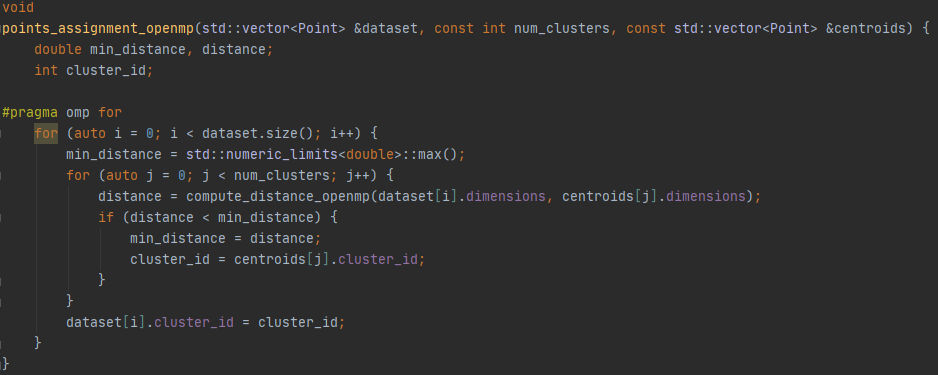 void
points_assignment_openmp(std::vector<Point> &dataset, const int num_clusters, const std::vector<Point> &centroids) {
    double min_distance, distance;
    int cluster_id;

#pragma omp for
    for (auto i = 0; i < dataset.size(); i++) {
        min_distance = std::numeric_limits<double>::max();
        for (auto j = 0; j < num_clusters; j++) {
            distance = compute_distance_openmp(dataset[i].dimensions, centroids[j].dimensions);
            if (distance < min_distance) {
                min_distance = distance;
                cluster_id = centroids[j].cluster_id;
            }
        }
        dataset[i].cluster_id = cluster_id;
    }
}